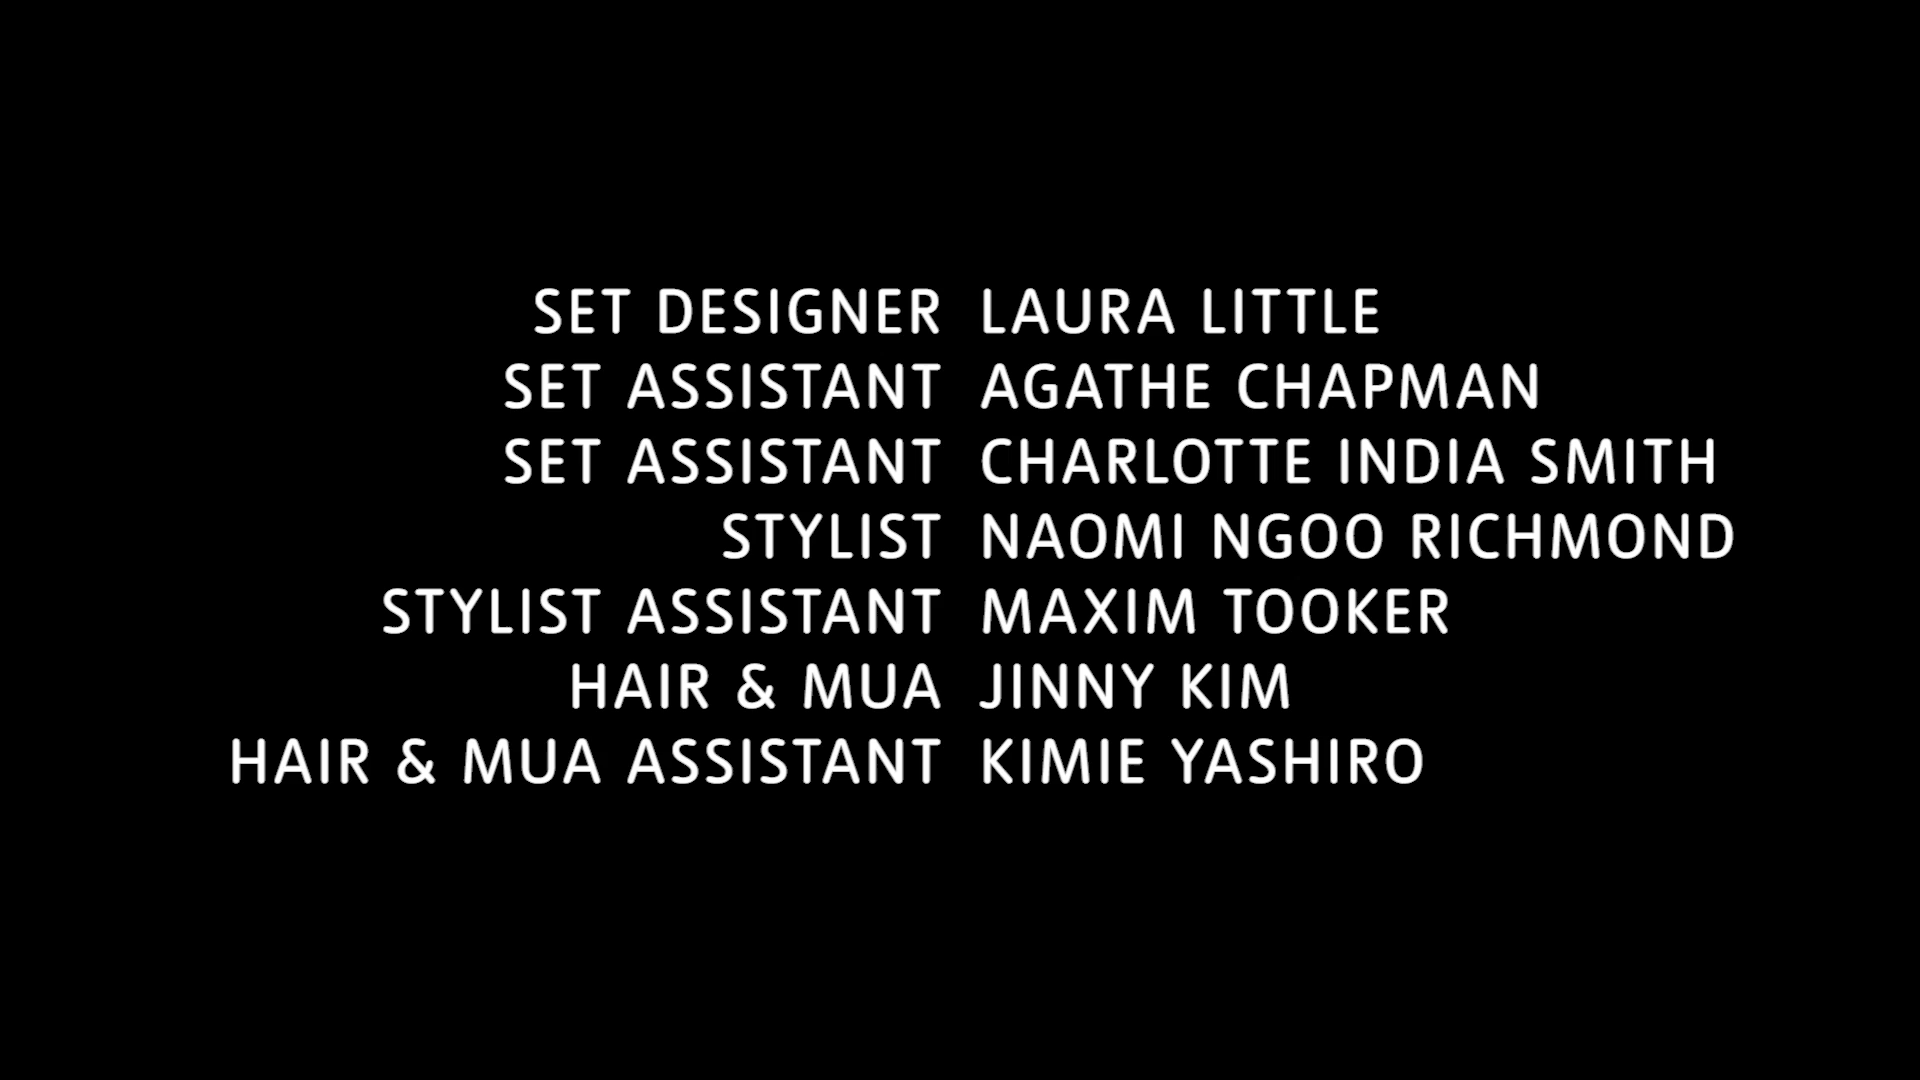 SET DESIGNER LAURA LITTLE
SET ASSISTANT AGATHE CHAPMAN
SET ASSISTANT CHARLOTTE INDIA SMITH
STYLIST NAOMI NGOO RICHMOND
STYLIST ASSISTANT MAXIM TOOKER
HAIR & MUA JINNY KIM
HAIR & MUA ASSISTANT KIMIE YASHIRO